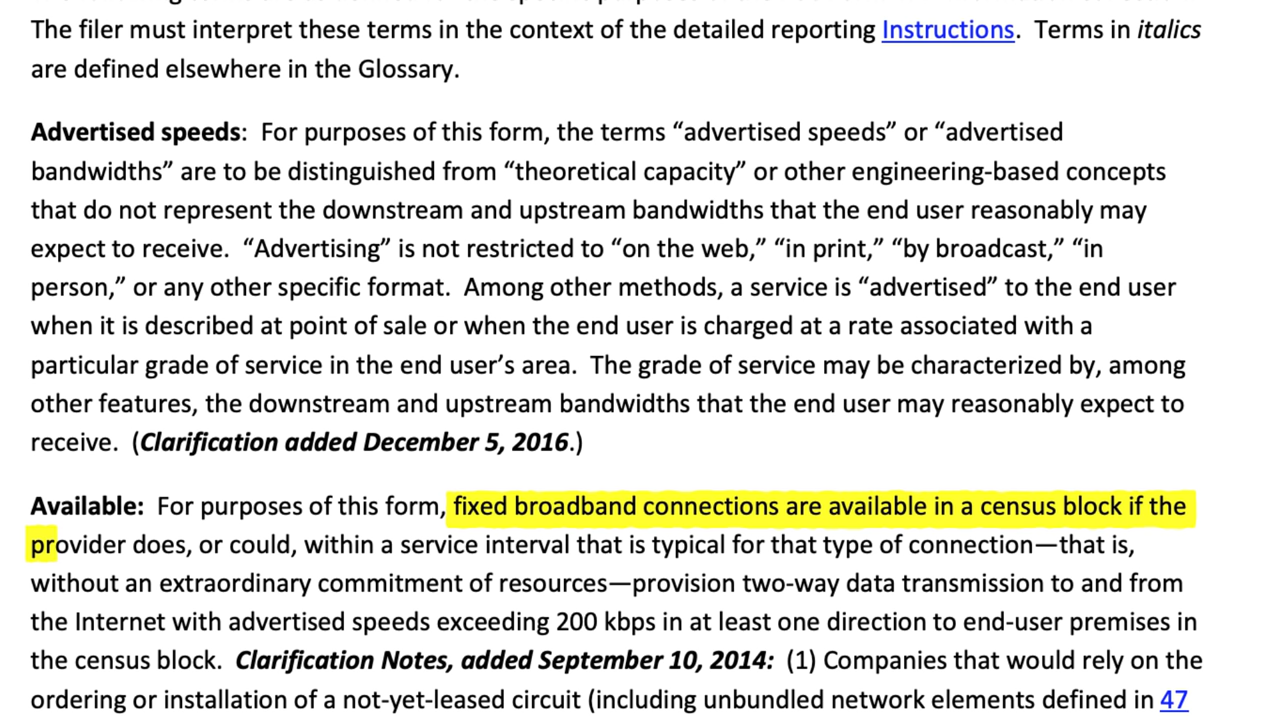 The filer must interpret these terms in the context of the detailed reporting Instructions.  Terms in italics
are defined elsewhere in the Glossary.
Advertised speeds:  For purposes of this form, the terms “advertised speeds” or “advertised
bandwidths” are to be distinguished from “theoretical capacity” or other engineering-based concepts
that do not represent the downstream and upstream bandwidths that the end user reasonably may
expect to receive.  “Advertising” is not restricted to “on the web,” “in print,” “by broadcast,” “in
person,” or any other specific format.  Among other methods, a service is “advertised” to the end user
when it is described at point of sale or when the end user is charged at a rate associated with a
particular grade of service in the end user’s area.  The grade of service may be characterized by, among
other features, the downstream and upstream bandwidths that the end user may reasonably expect to
receive.  (Clarification added December 5, 2016.)
Available:  For purposes of this form, fixed broadband connections are available in a census block if the
provider does, or could, within a service interval that is typical for that type of connection—that is,
without an extraordinary commitment of resources—provision two-way data transmission to and from
the Internet with advertised speeds exceeding 200 kbps in at least one direction to end-user premises in
the census block.  Clarification Notes, added September 10, 2014:  (1) Companies that would rely on the
ordering or installation of a not-yet-leased circuit (including unbundled network elements defined in 47